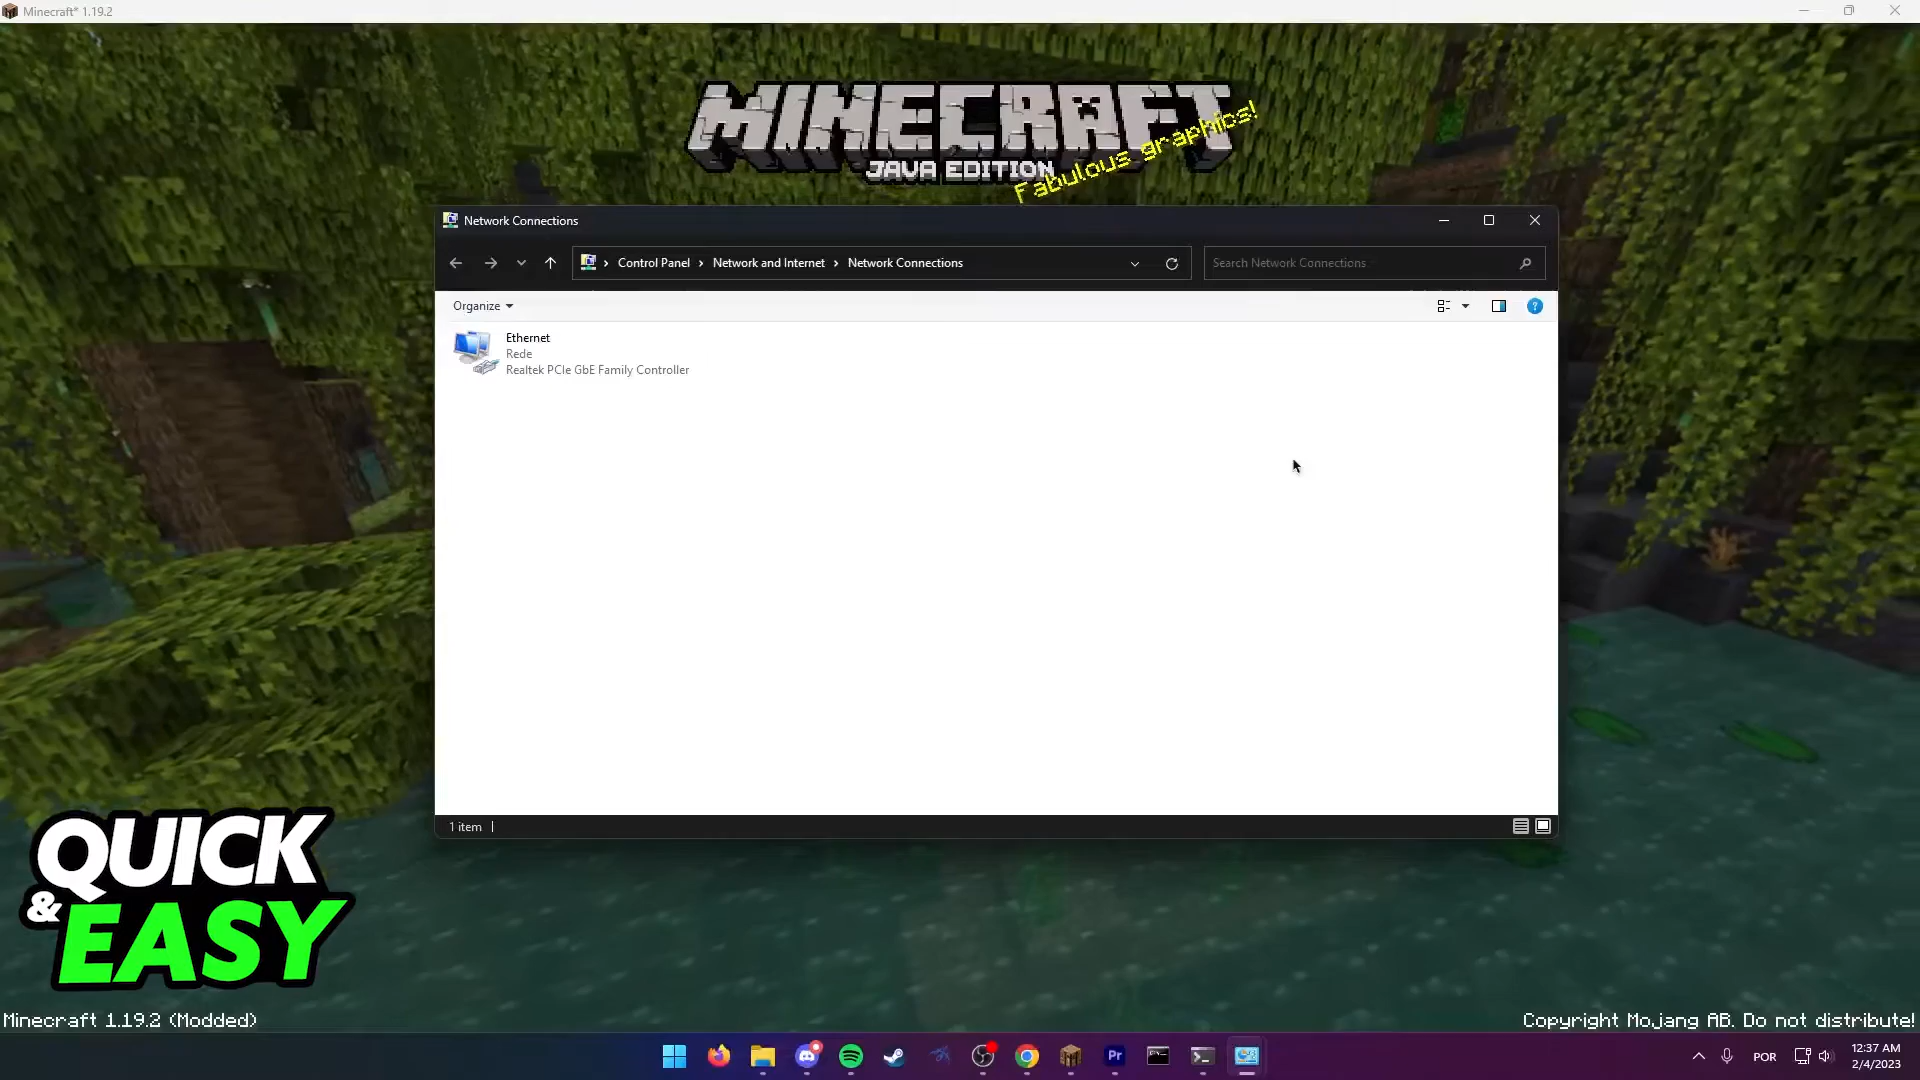 Minecraft* 1.19.2
MINECRAFT
JAVA EDITION
Fabulous graphics!
Network Connections
Control Panel > Network and Internet > Network Connections
Search Network Connections
Organize
?
Ethernet
Rede
Realtek PCIe GbE Family Controller
1 item
QUICK
& EASY
Minecraft 1.19.2 (Modded)
Copyright Mojang AB. Do not distribute!
Pr
POR
12:37 AM
2/4/2023